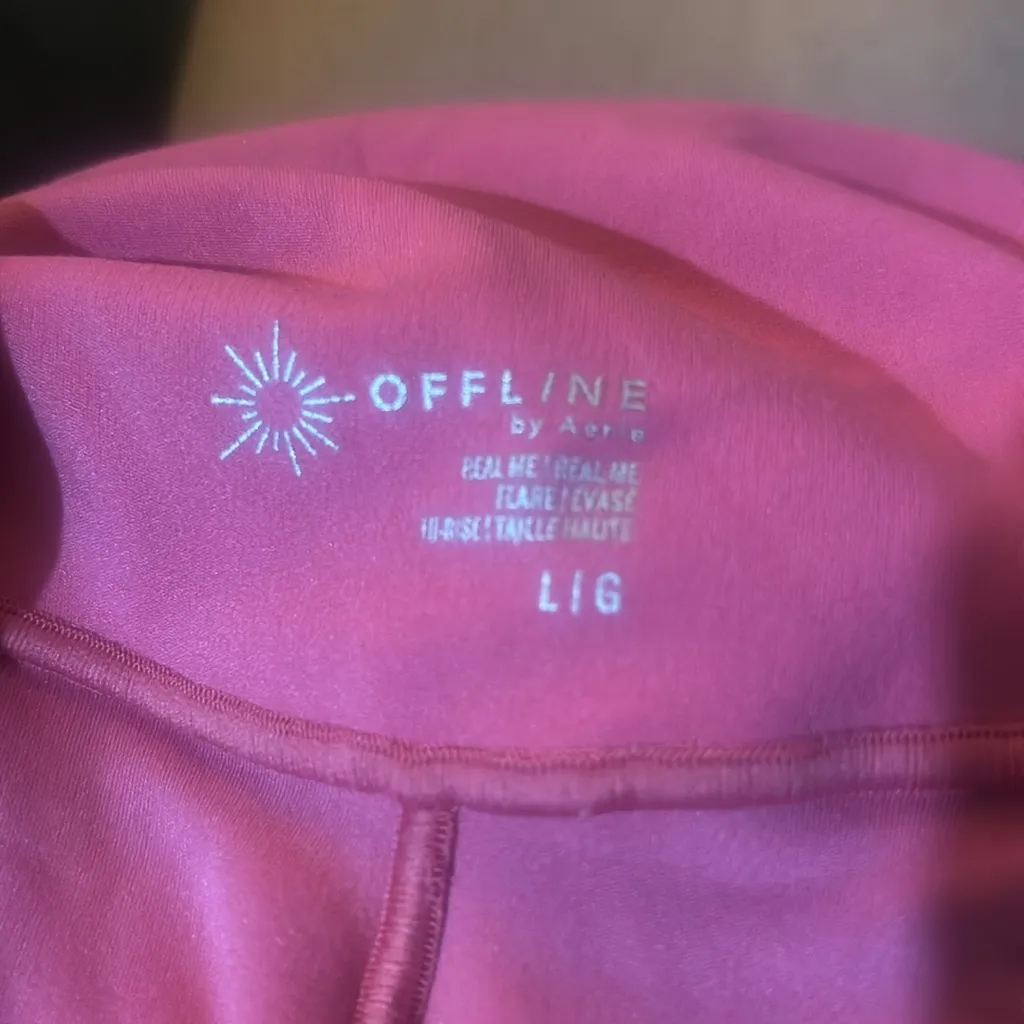 OFFLINE
by Aerie
REAL ME | REAL ME
FLARE | ÉVASÉ
HI-RISE | TAILLE HAUTE
L | G